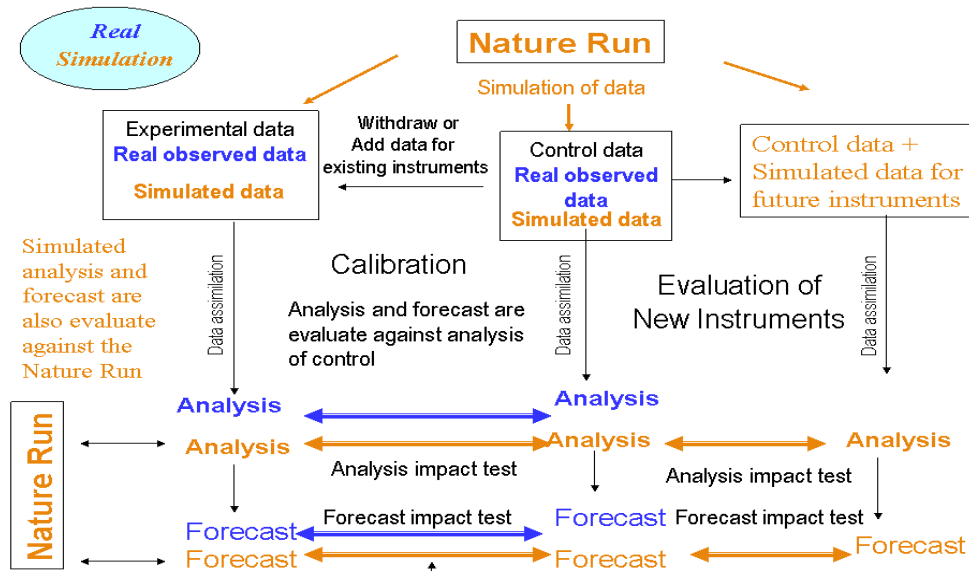 Real
Simulation
Nature Run
Simulation of data
Experimental data
Real observed data
Simulated data
Withdraw or
Add data for
existing instruments
Control data
Real observed
data
Simulated data
Control data +
Simulated data for
future instruments
Simulated
analysis and
forecast are
also evaluate
against the
Nature Run
Data assimilation
Calibration
Analysis and forecast are
evaluate against analysis
of control
Data assimilation
Evaluation of
New Instruments
Data assimilation
Nature Run
Analysis
Analysis
Analysis
Analysis
Analysis
Analysis impact test
Analysis impact test
Forecast
Forecast impact test
Forecast
Forecast impact test
Forecast
Forecast
Forecast